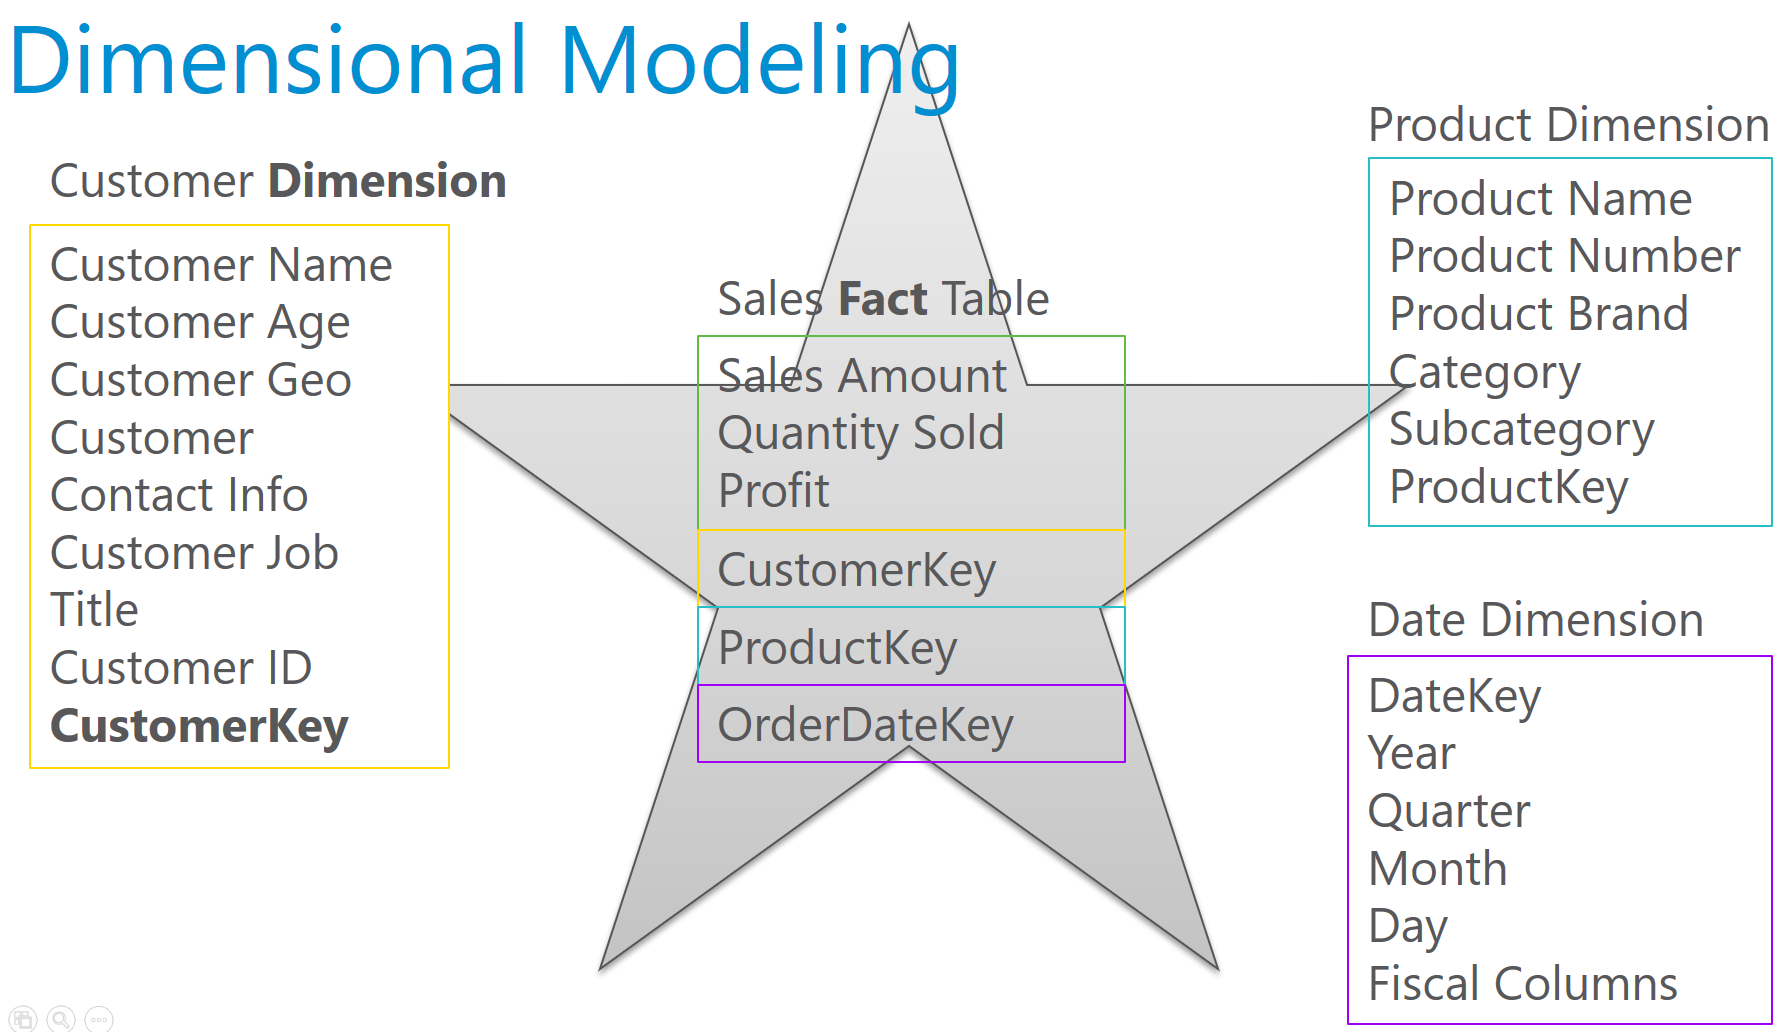 Dimensional Modeling
Customer Dimension
Customer Name
Customer Age
Customer Geo
Customer
Contact Info
Customer Job
Title
Customer ID
CustomerKey
Sales Fact Table
Sales Amount
Quantity Sold
Profit
CustomerKey
ProductKey
OrderDateKey
Product Dimension
Product Name
Product Number
Product Brand
Category
Subcategory
ProductKey
Date Dimension
DateKey
Year
Quarter
Month
Day
Fiscal Columns